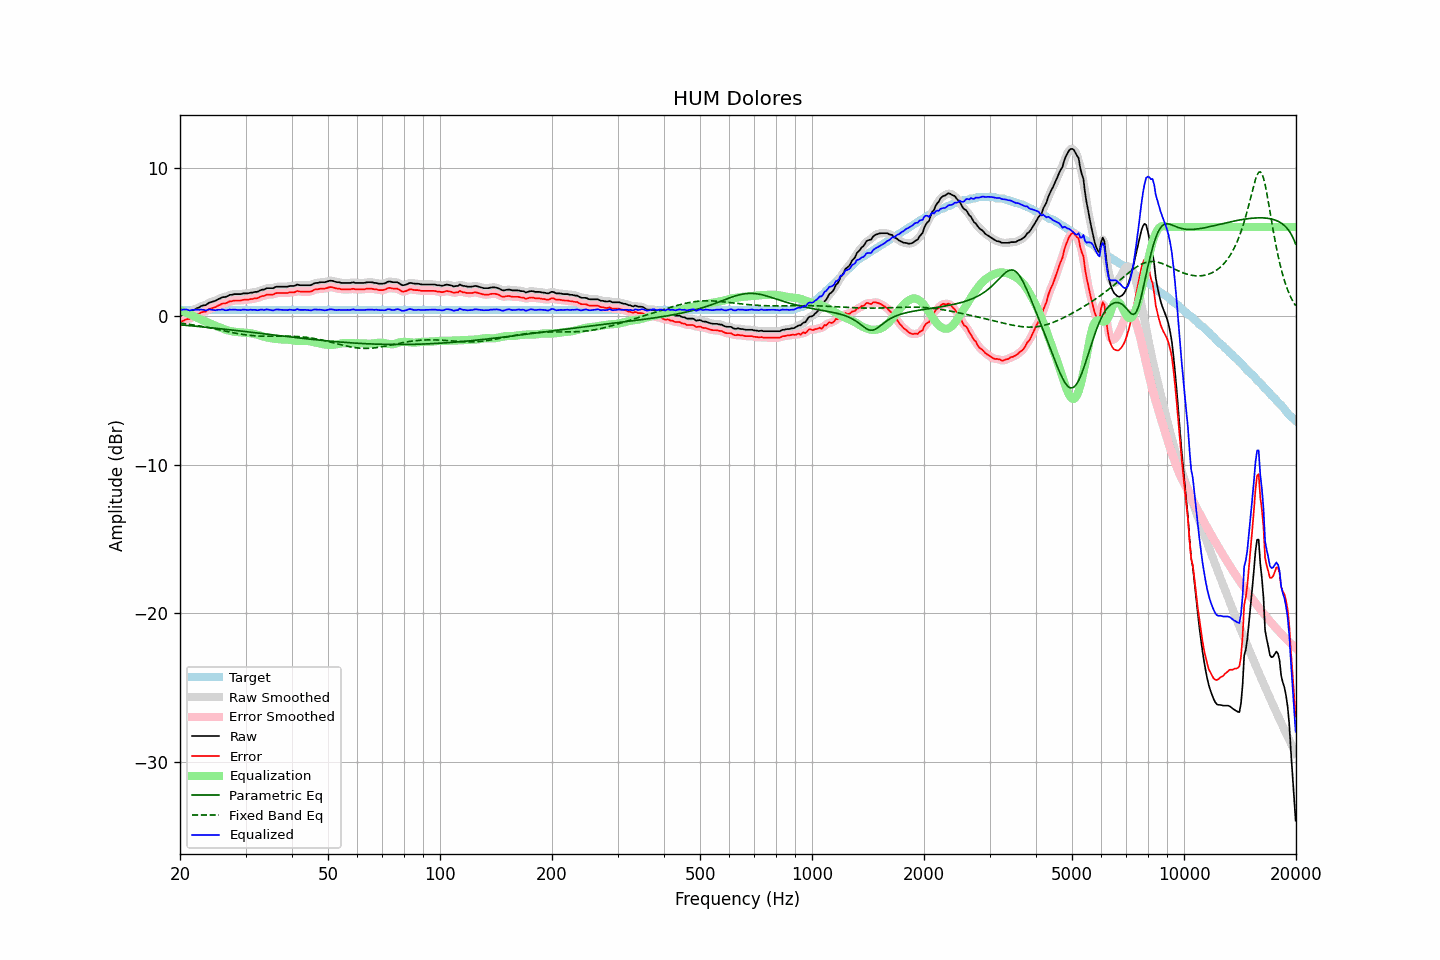 HUM Dolores
10
0
−10
−20
−30
Amplitude (dBr)
Target
Raw Smoothed
Error Smoothed
Raw
Error
Equalization
Parametric Eq
Fixed Band Eq
Equalized
20 50 100 200 500 1000 2000 5000 10000 20000
Frequency (Hz)